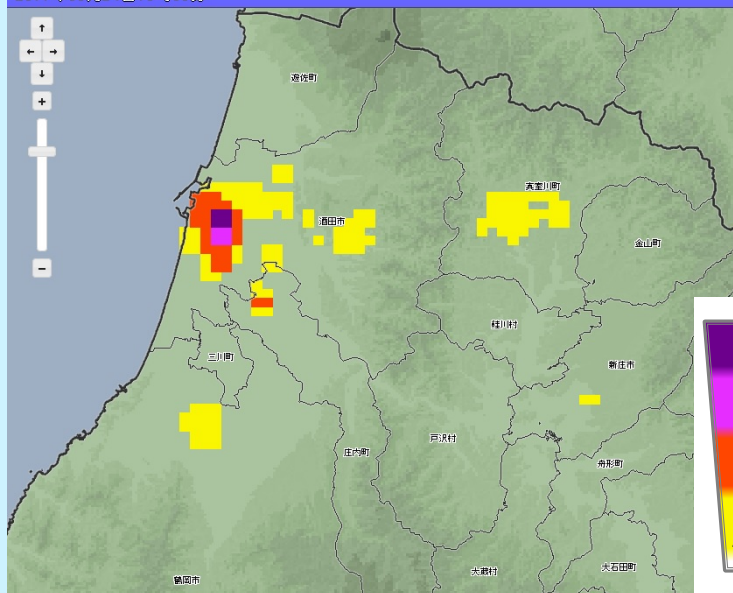 ↑
← →
↓
+
−
遊佐町
真室川町
酒田市
金山町
鮭川村
新庄市
三川町
戸沢村
庄内町
舟形町
大蔵村
大石田町
鶴岡市